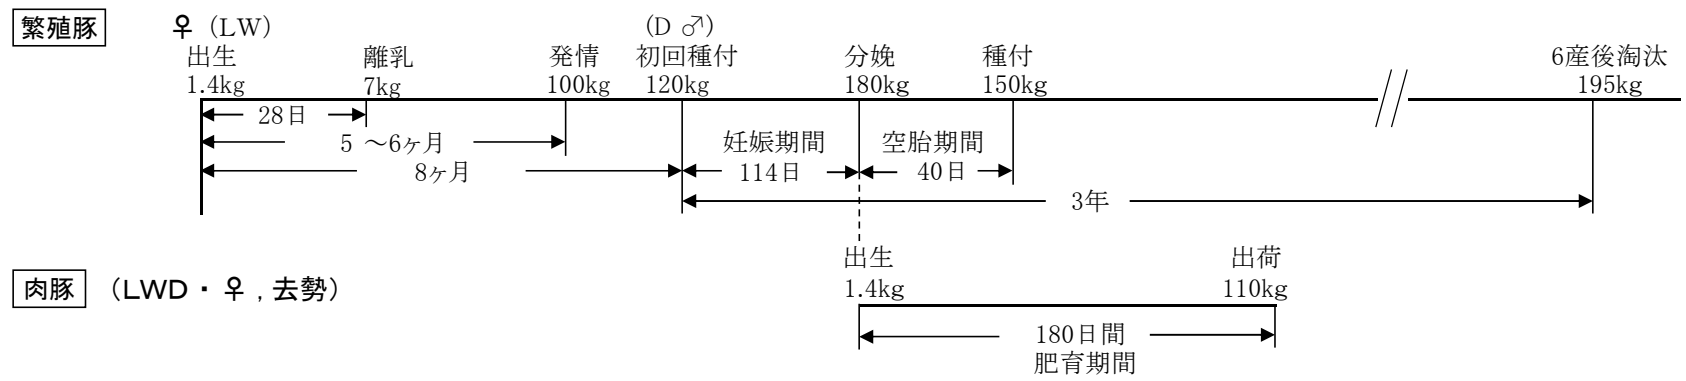 繁殖豚
♀ (LW)
(D ♂)
出生
離乳
発情
初回種付
分娩
種付
6産後淘汰
1.4kg
7kg
100kg
120kg
180kg
150kg
195kg
28日
5 ～6ヶ月
妊娠期間
空胎期間
8ヶ月
114日
40日
3年
出生
出荷
肉豚 (LWD・♀,去勢)
1.4kg
110kg
180日間
肥育期間